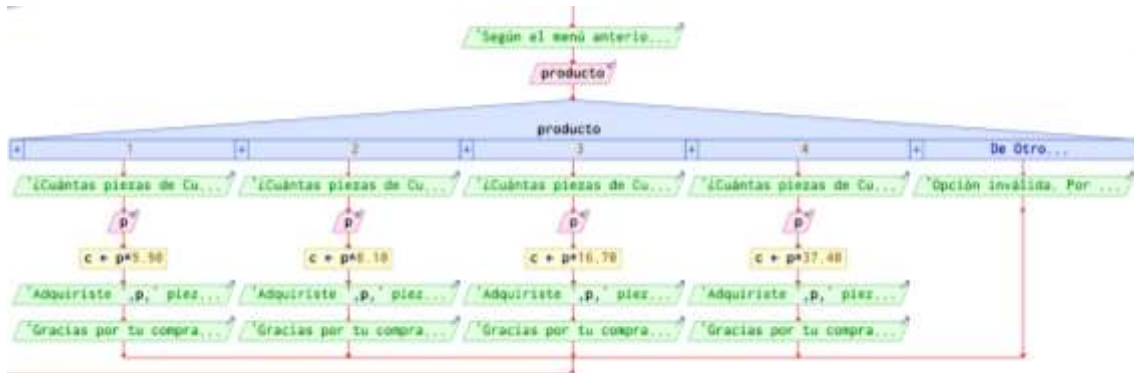 'Según el menú anterio...
producto
producto
1 2 3 4 De Otro...
'¿Cuántas piezas de Cu... '¿Cuántas piezas de Cu... '¿Cuántas piezas de Cu... '¿Cuántas piezas de Cu... 'Opción inválida. Por ...
p p p p
c ← p*9.90 c ← p*8.10 c ← p*16.70 c ← p*37.40
'Adquiriste ',p,' piez... 'Adquiriste ',p,' piez... 'Adquiriste ',p,' piez... 'Adquiriste ',p,' piez...
'Gracias por tu compra... 'Gracias por tu compra... 'Gracias por tu compra... 'Gracias por tu compra...